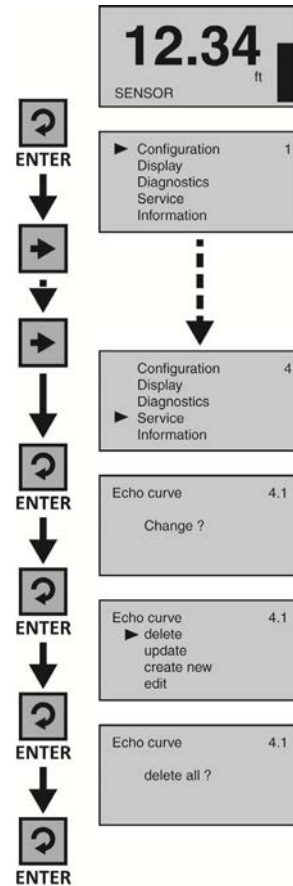 12.34
ft
SENSOR
ENTER
Configuration 1
Display
Diagnostics
Service
Information
Configuration 4
Display
Diagnostics
Service
Information
ENTER
Echo curve 4.1
Change ?
ENTER
Echo curve 4.1
delete
update
create new
edit
ENTER
Echo curve 4.1
delete all ?
ENTER